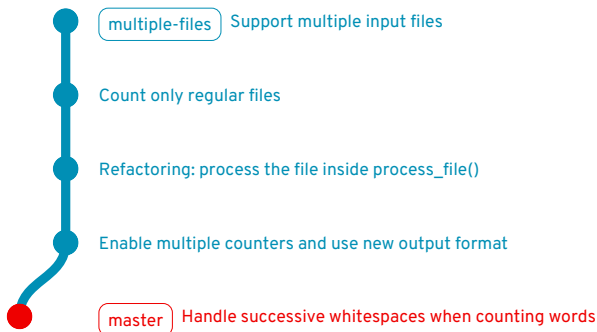 multiple-files Support multiple input files
Count only regular files
Refactoring: process the file inside process_file()
Enable multiple counters and use new output format
master Handle successive whitespaces when counting words